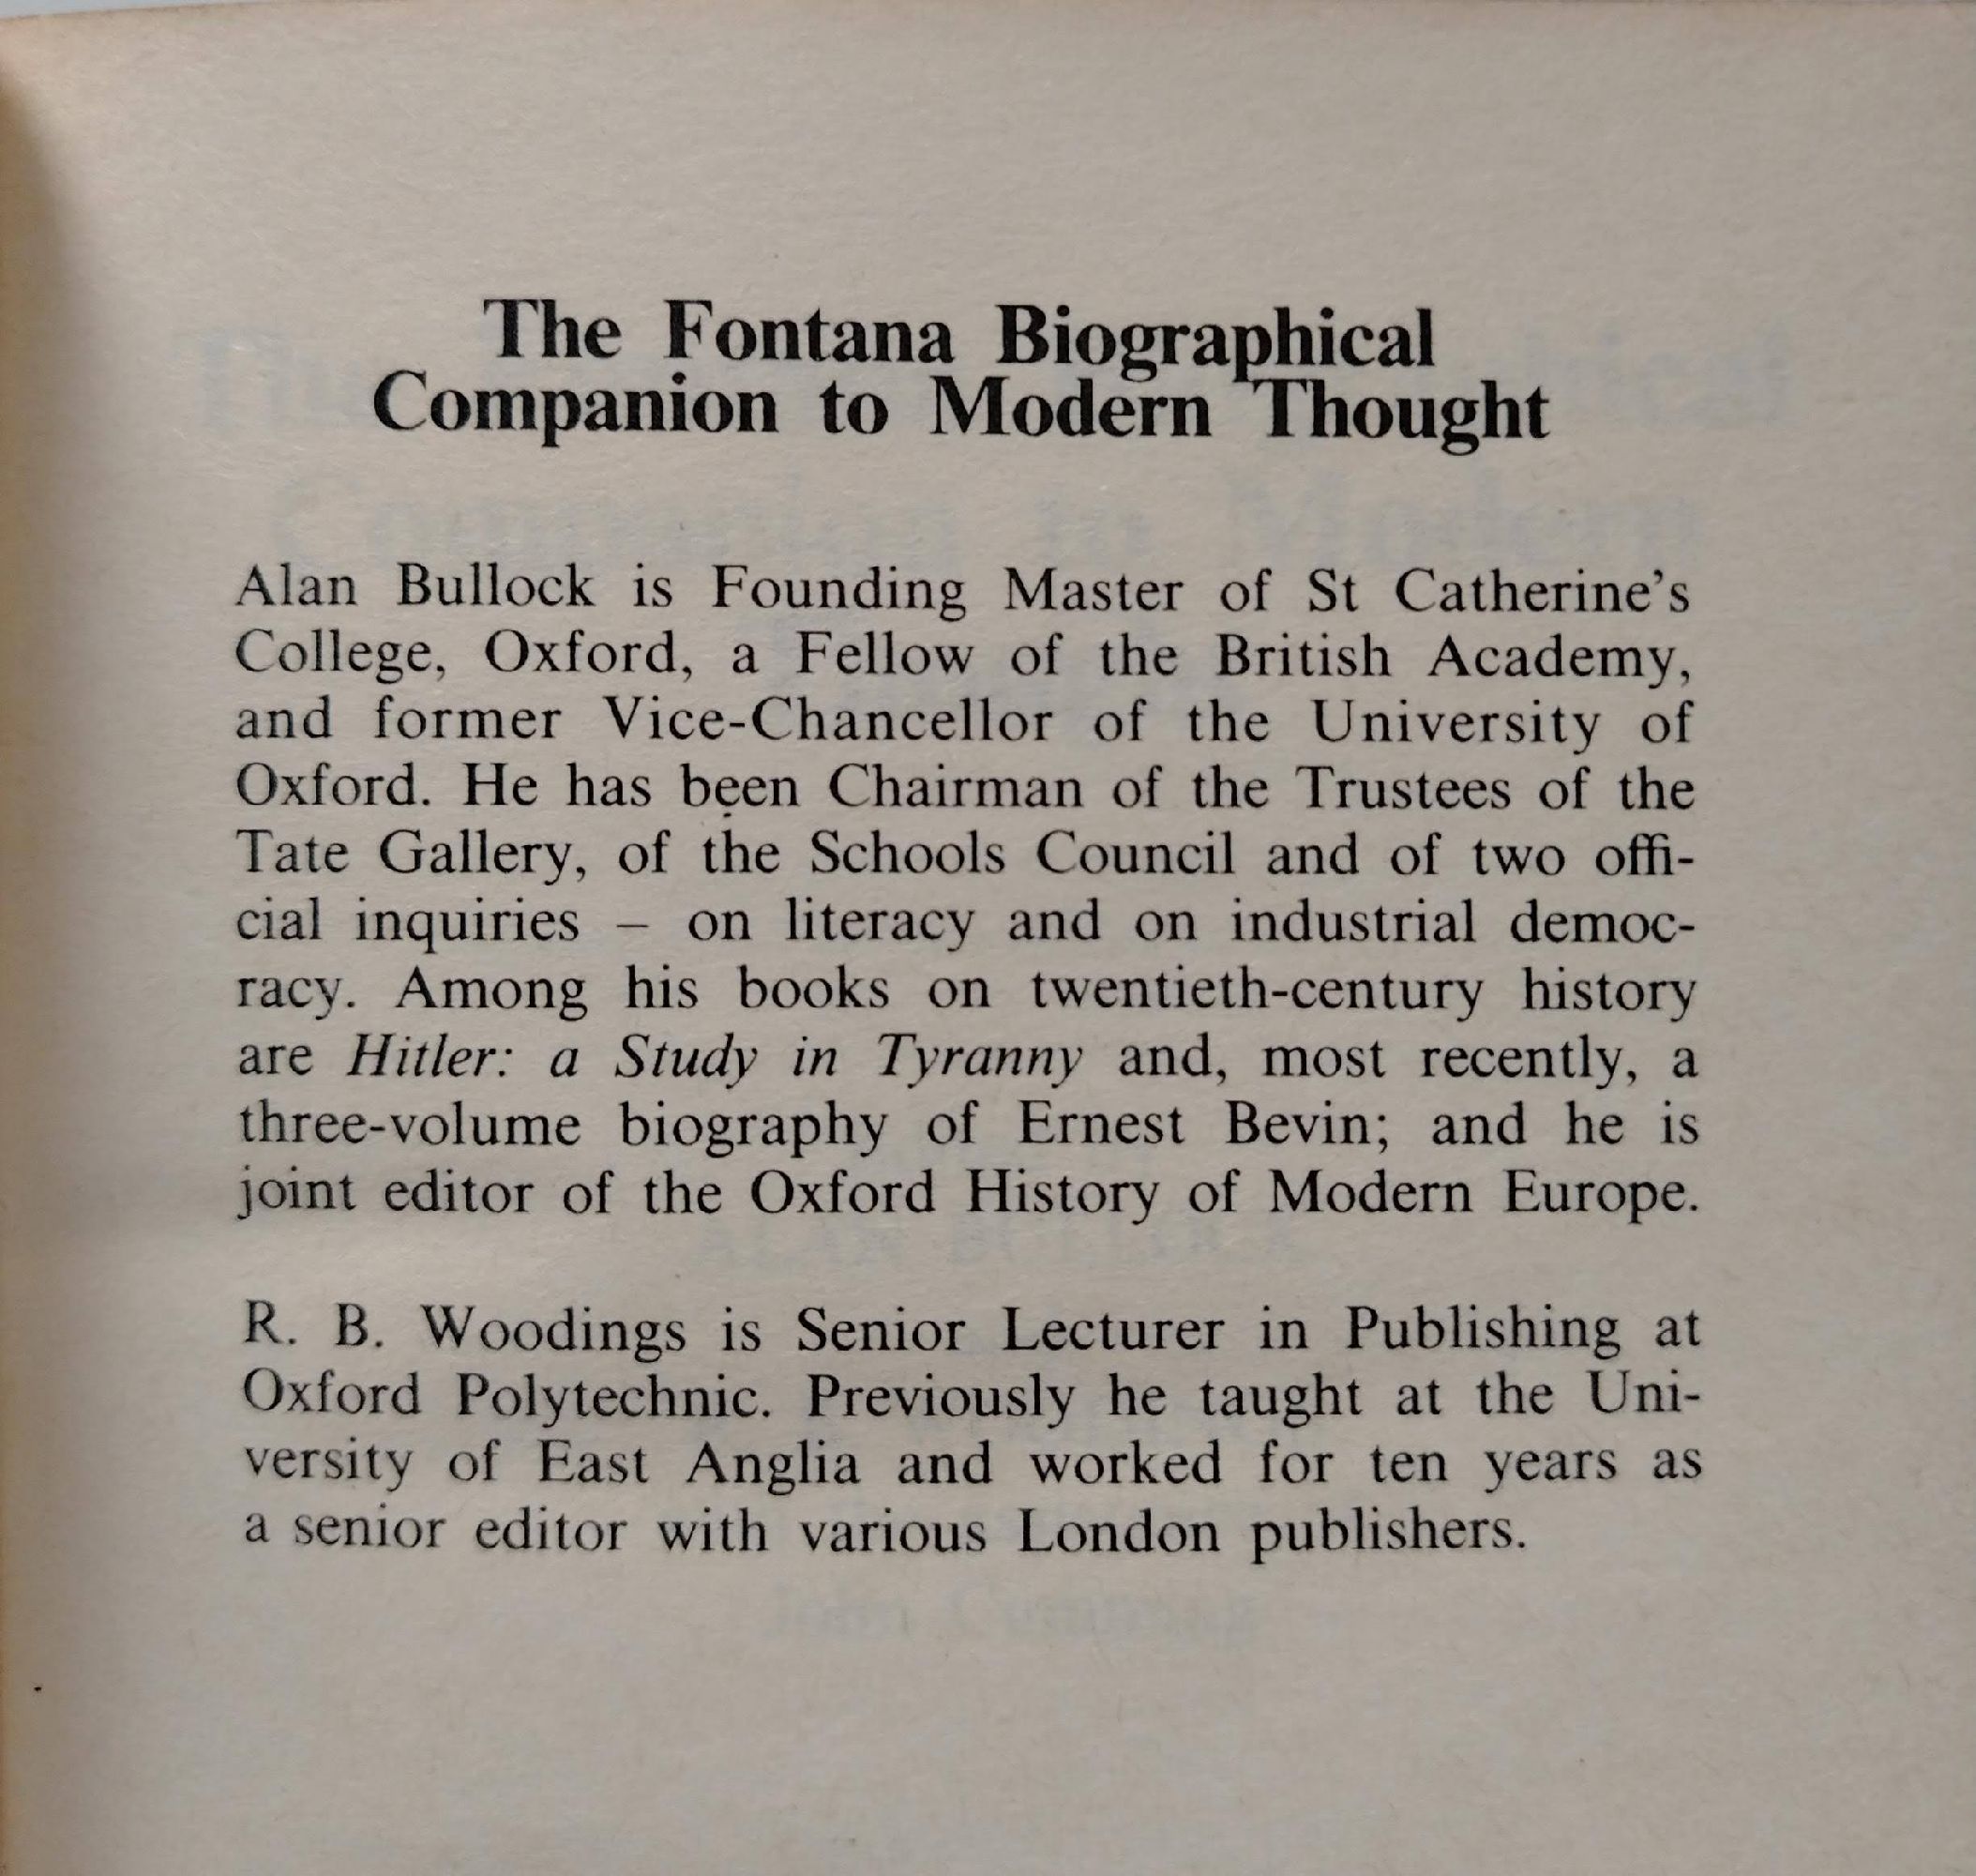 The Fontana Biographical
Companion to Modern Thought
Alan Bullock is Founding Master of St Catherine's
College, Oxford, a Fellow of the British Academy,
and former Vice-Chancellor of the University of
Oxford. He has been Chairman of the Trustees of the
Tate Gallery, of the Schools Council and of two offi-
cial inquiries – on literacy and on industrial democ-
racy. Among his books on twentieth-century history
are Hitler: a Study in Tyranny and, most recently, a
three-volume biography of Ernest Bevin; and he is
joint editor of the Oxford History of Modern Europe.
R. B. Woodings is Senior Lecturer in Publishing at
Oxford Polytechnic. Previously he taught at the Uni-
versity of East Anglia and worked for ten years as
a senior editor with various London publishers.